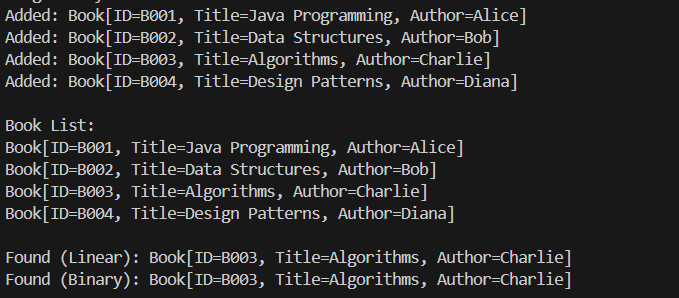 Added: Book[ID=B001, Title=Java Programming, Author=Alice]
Added: Book[ID=B002, Title=Data Structures, Author=Bob]
Added: Book[ID=B003, Title=Algorithms, Author=Charlie]
Added: Book[ID=B004, Title=Design Patterns, Author=Diana]

Book List:
Book[ID=B001, Title=Java Programming, Author=Alice]
Book[ID=B002, Title=Data Structures, Author=Bob]
Book[ID=B003, Title=Algorithms, Author=Charlie]
Book[ID=B004, Title=Design Patterns, Author=Diana]

Found (Linear): Book[ID=B003, Title=Algorithms, Author=Charlie]
Found (Binary): Book[ID=B003, Title=Algorithms, Author=Charlie]